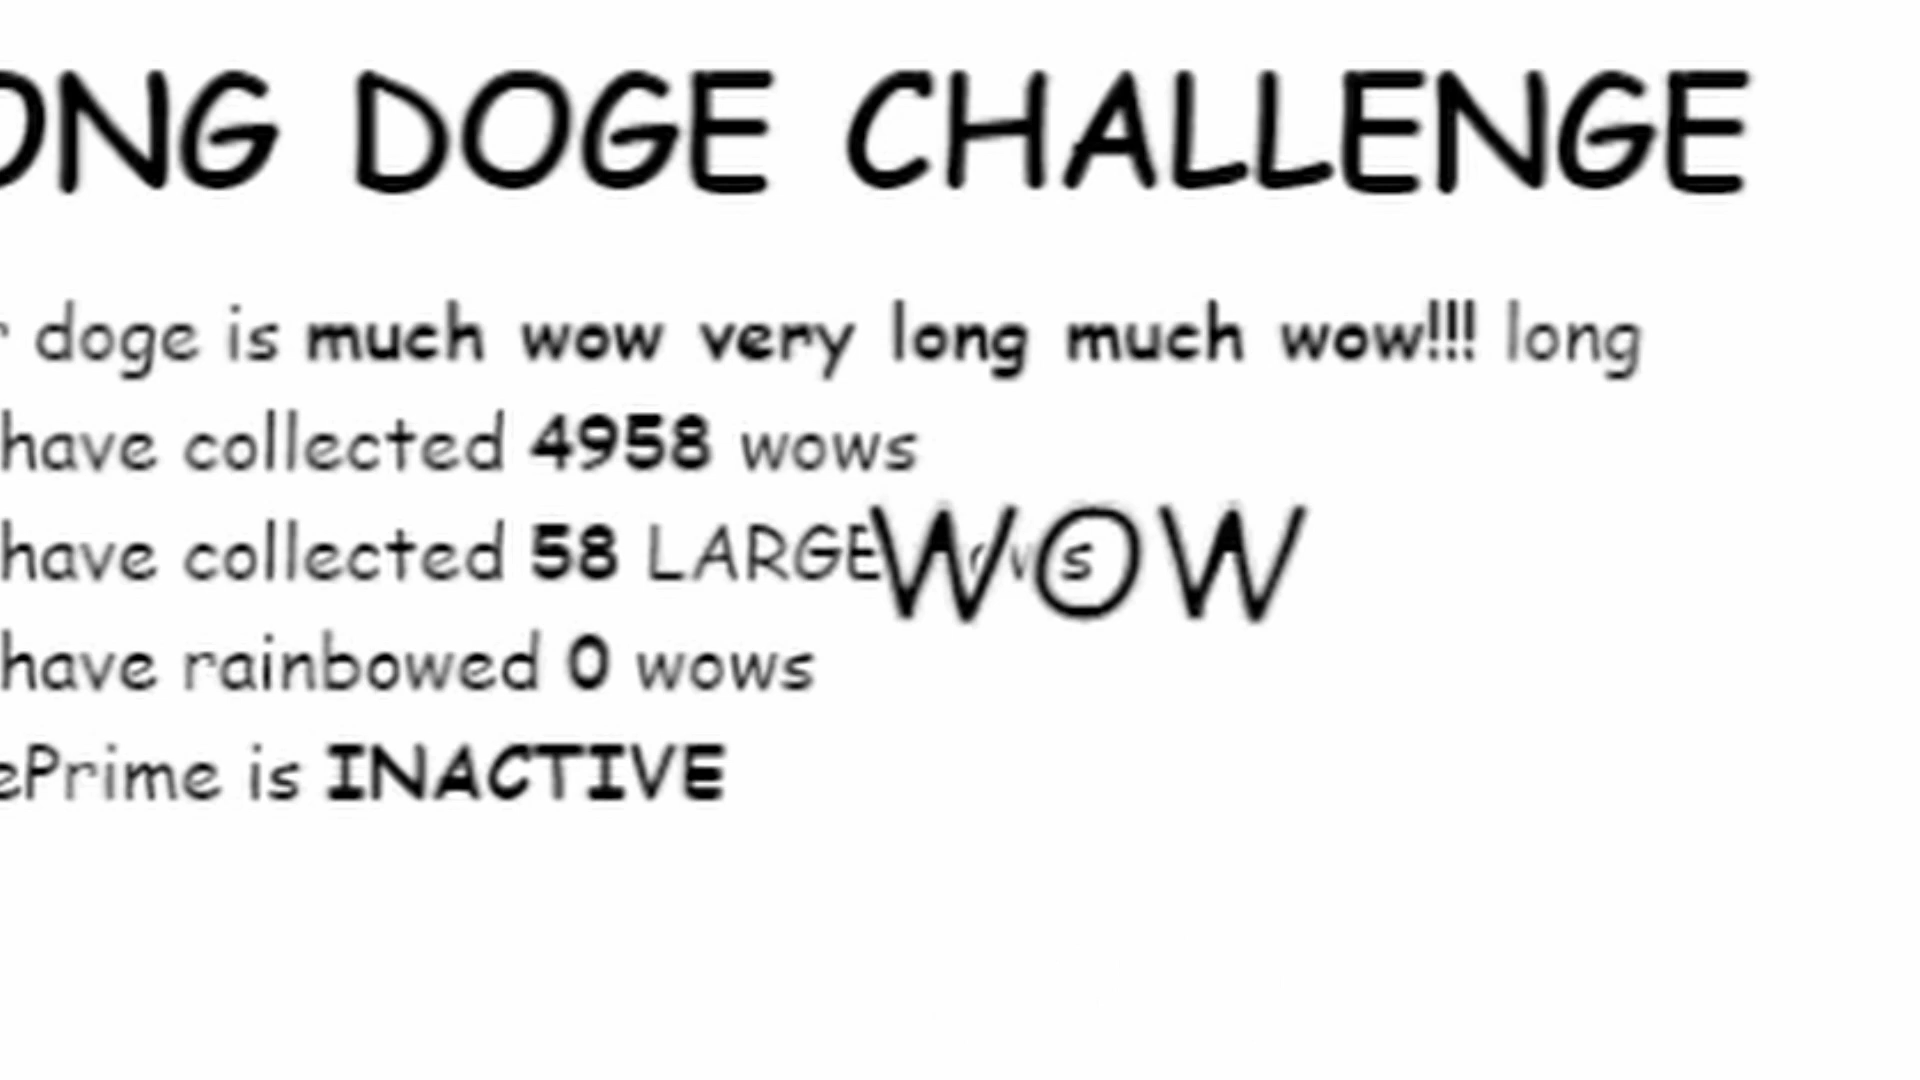 ONG DOGE CHALLENGE
doge is much wow very long much wow!!! long
have collected 4958 wows
have collected 58 LARGE
WOW
have rainbowed 0 wows
ePrime is INACTIVE